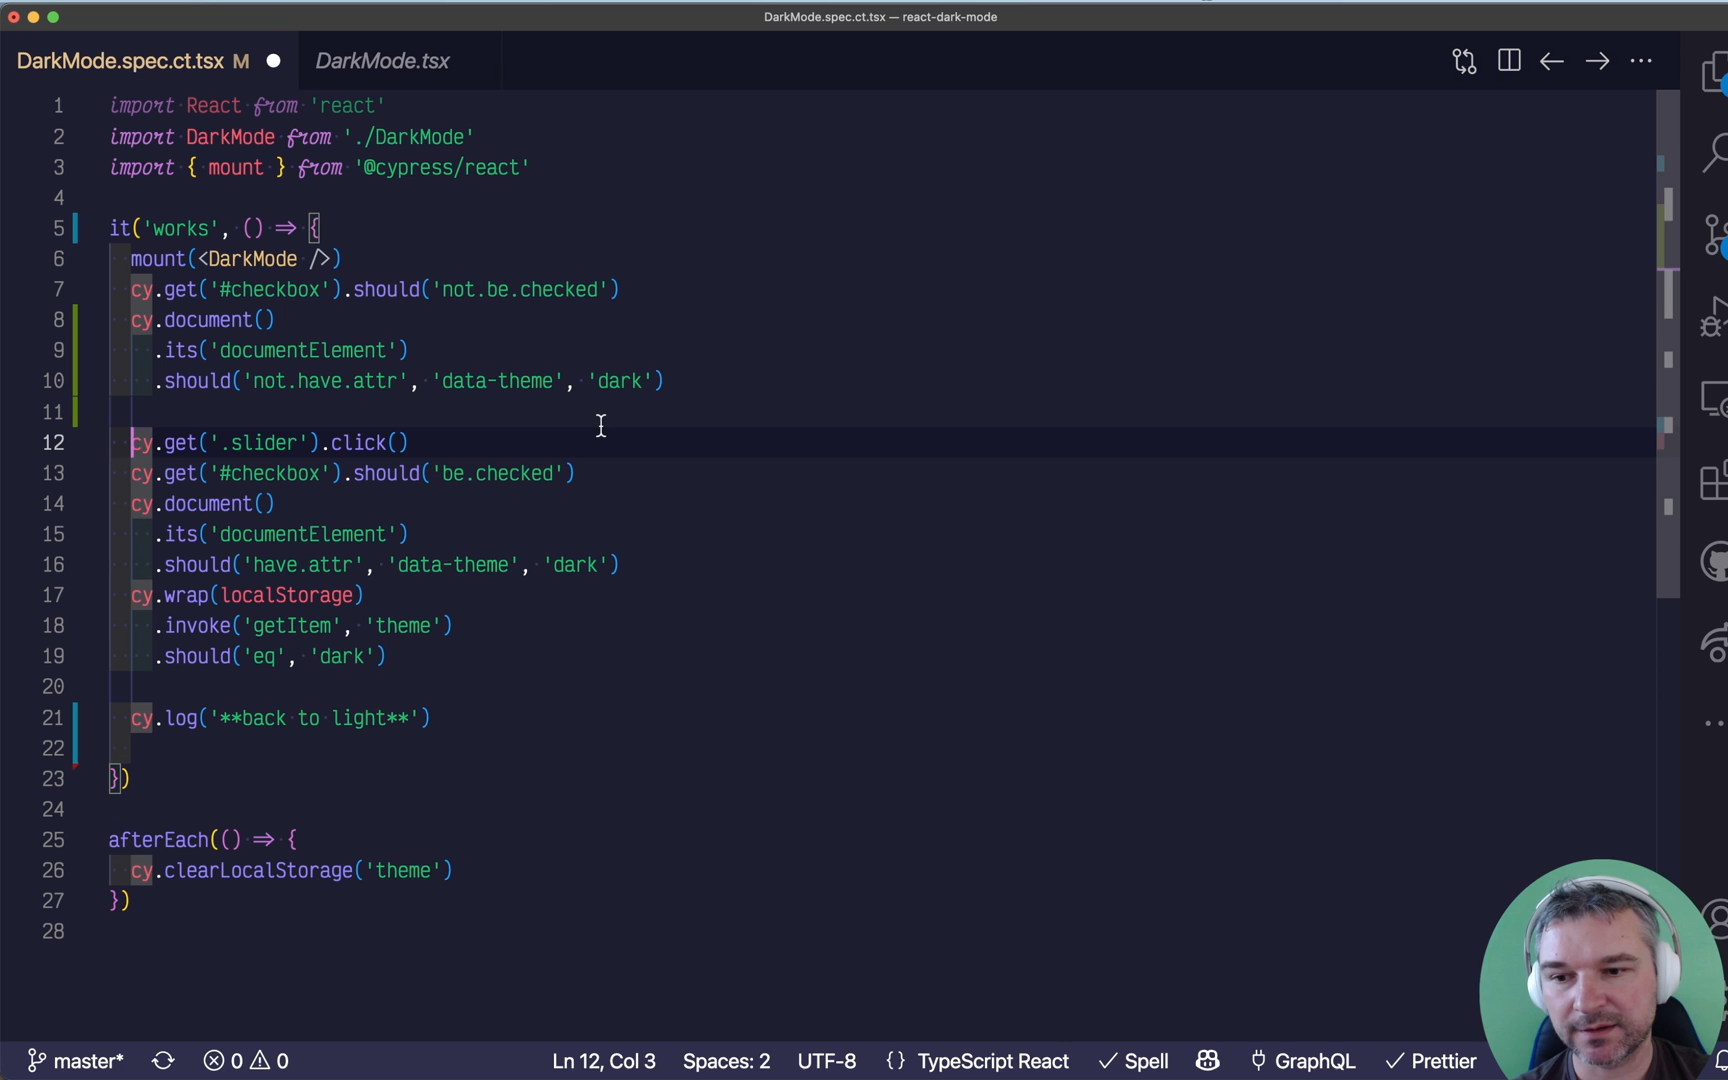 DarkMode.spec.ct.tsx — react-dark-mode
DarkMode.spec.ct.tsx M
DarkMode.tsx
1 import React from 'react'
2 import DarkMode from './DarkMode'
3 import { mount } from '@cypress/react'
4
5 it('works', () => {
6 mount(<DarkMode />)
7 cy.get('#checkbox').should('not.be.checked')
8 cy.document()
9 .its('documentElement')
10 .should('not.have.attr', 'data-theme', 'dark')
11
12 cy.get('.slider').click()
13 cy.get('#checkbox').should('be.checked')
14 cy.document()
15 .its('documentElement')
16 .should('have.attr', 'data-theme', 'dark')
17 cy.wrap(localStorage)
18 .invoke('getItem', 'theme')
19 .should('eq', 'dark')
20
21 cy.log('**back to light**')
22
23 })
24
25 afterEach(() => {
26 cy.clearLocalStorage('theme')
27 })
28
master* 0 0 Ln 12, Col 3 Spaces: 2 UTF-8 {} TypeScript React Spell GraphQL Prettier